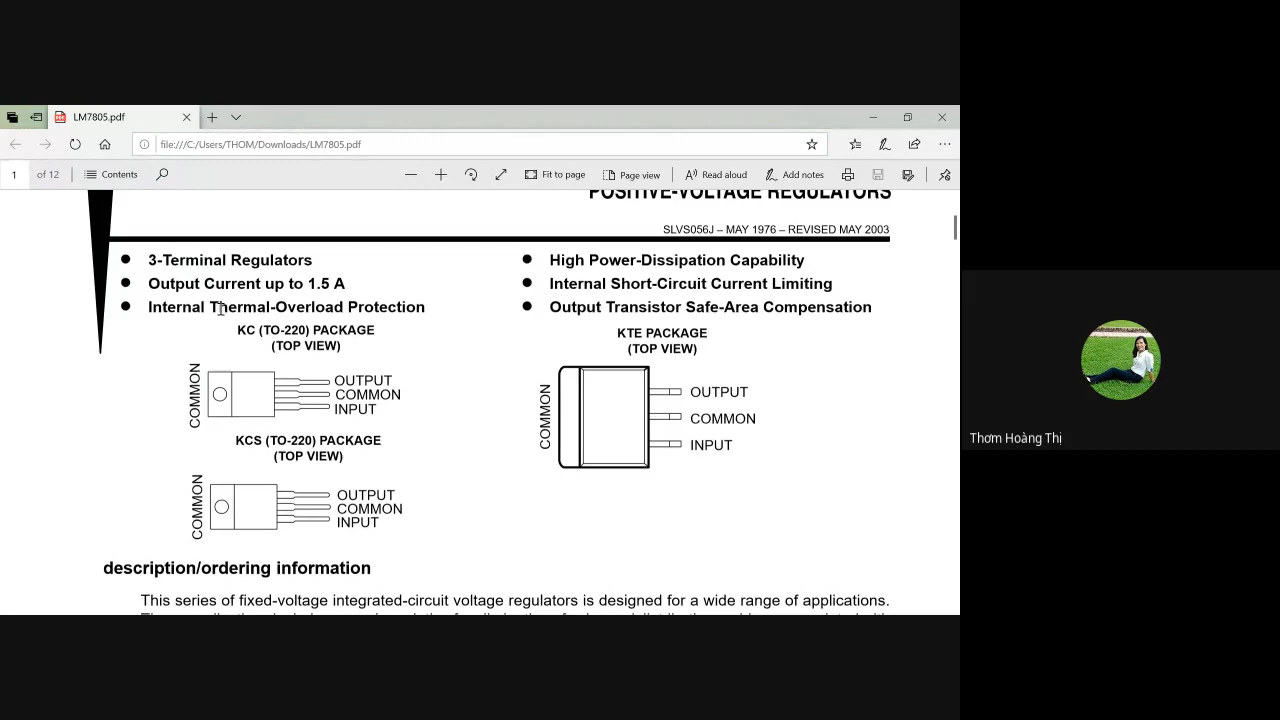 LM7805.pdf
file:///C:/Users/THOM/Downloads/LM7805.pdf
1 of 12 Contents Fit to page Page view Read aloud Add notes
POSITIVE-VOLTAGE REGULATORS
SLVS056J – MAY 1976 – REVISED MAY 2003
● 3-Terminal Regulators
● Output Current up to 1.5 A
● Internal Thermal-Overload Protection
● High Power-Dissipation Capability
● Internal Short-Circuit Current Limiting
● Output Transistor Safe-Area Compensation
KC (TO-220) PACKAGE
(TOP VIEW)
COMMON
OUTPUT
COMMON
INPUT
KCS (TO-220) PACKAGE
(TOP VIEW)
COMMON
OUTPUT
COMMON
INPUT
KTE PACKAGE
(TOP VIEW)
COMMON
OUTPUT
COMMON
INPUT
description/ordering information
This series of fixed-voltage integrated-circuit voltage regulators is designed for a wide range of applications.
Thơm Hoàng Thị